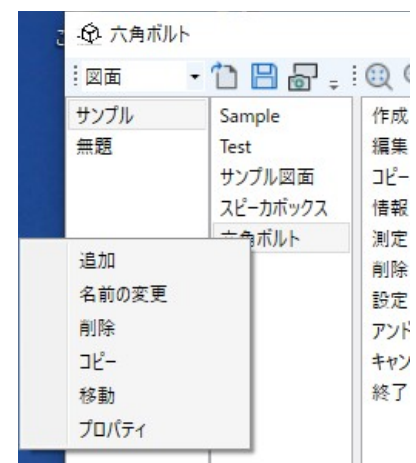 六角ボルト
図面
サンプル
無題
Sample
Test
サンプル図面
スピーカボックス
六角ボルト
作成
編集
コピー
情報
測定
削除
設定
アンド
キャン
終了
追加
名前の変更
削除
コピー
移動
プロパティ